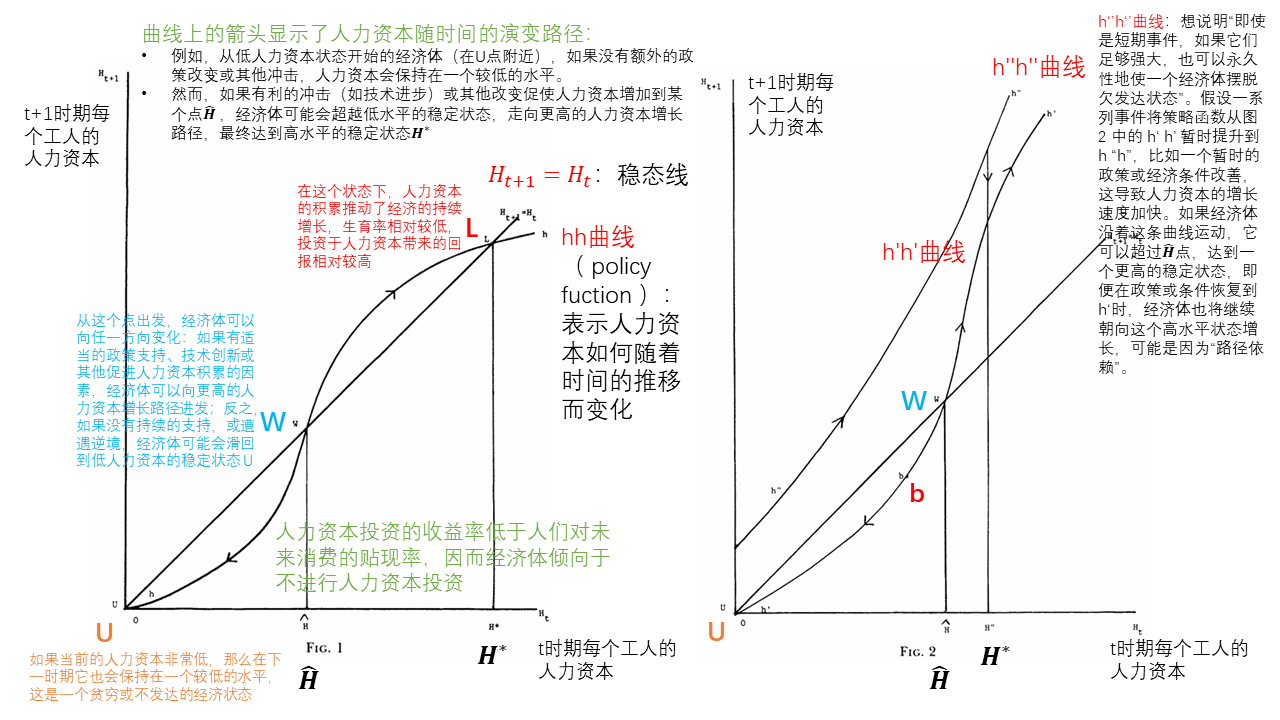 曲线上的箭头显示了人力资本随时间的演变路径：
• 例如，从低人力资本状态开始的经济体（在U点附近），如果没有额外的政
策改变或其他冲击，人力资本会保持在一个较低的水平。
• 然而，如果有利的冲击（如技术进步）或其他改变促使人力资本增加到某
个点Ĥ，经济体可能会超越低水平的稳定状态，走向更高的人力资本增长
路径，最终达到高水平的稳定状态H*
H_{t+1}
t+1时期每
个工人的
人力资本
H_{t+1} = H_t：稳态线
在这个状态下，人力资本
的积累推动了经济的持续
增长，生育率相对较低，
投资于人力资本带来的回
报相对较高
H_{t+1}=H_t
L
L
h
hh曲线
（policy
fuction）：
表示人力资
本如何随着
时间的推移
而变化
从这个点出发，经济体可以
向任一方向变化：如果有适
当的政策支持、技术创新或
其他促进人力资本积累的因
素，经济体可以向更高的人
力资本增长路径进发；反之，
如果没有持续的支持，或遭
遇逆境，经济体可能会滑回
到低人力资本的稳定状态U
W
W
人力资本投资的收益率低于人们对未
来消费的贴现率，因而经济体倾向于
不进行人力资本投资
h
U
O
Ĥ
H*
H_t
U
FIG. 1
Ĥ
H*
t时期每个工人的
人力资本
如果当前的人力资本非常低，那么在下
一时期它也会保持在一个较低的水平，
这是一个贫穷或不发达的经济状态
H_{t+1}
t+1时期每
个工人的
人力资本
h''h''曲线
h"
h'
h'h'曲线
W
W
b
b
h"
h'
U
O
Ĥ
H"
H_t
U
FIG. 2
Ĥ
H*
t时期每个工人的
人力资本
h‘’h‘’曲线：想说明“即使
是短期事件，如果它们
足够强大，也可以永久
性地使一个经济体摆脱
欠发达状态”。假设一系
列事件将策略函数从图
2 中的 h‘ h’ 暂时提升到
h “h”，比如一个暂时的
政策或经济条件改善，
这导致人力资本的增长
速度加快。如果经济体
沿着这条曲线运动，它
可以超过Ĥ点，达到一
个更高的稳定状态，即
便在政策或条件恢复到
h‘时，经济体也将继续
朝向这个高水平状态增
长，可能是因为“路径依
赖”。